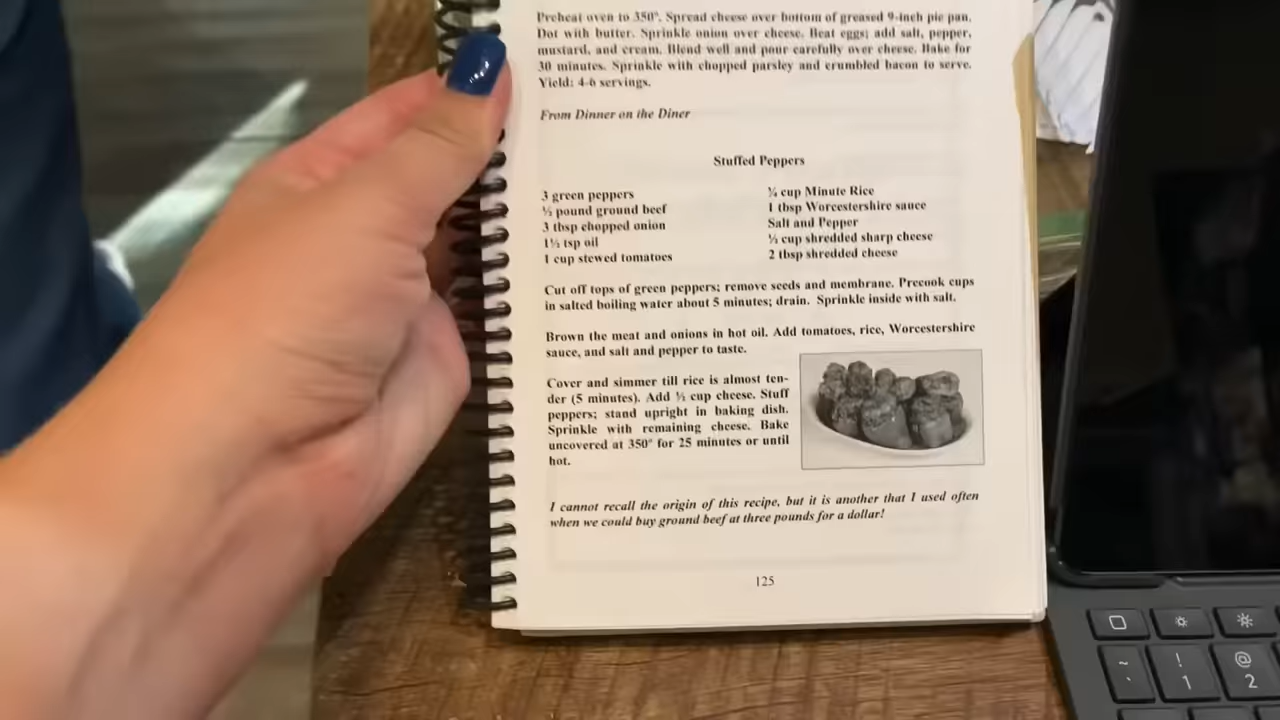 Preheat oven to 350°. Spread cheese over bottom of greased 9-inch pie pan.
Dot with butter. Sprinkle onion over cheese. Beat eggs; add salt, pepper,
mustard, and cream. Blend well and pour carefully over cheese. Bake for
30 minutes. Sprinkle with chopped parsley and crumbled bacon to serve.
Yield: 4-6 servings.
From Dinner on the Diner
Stuffed Peppers
3 green peppers
½ pound ground beef
3 tbsp chopped onion
1½ tsp oil
1 cup stewed tomatoes
cup Minute Rice
1 tbsp Worcestershire sauce
Salt and Pepper
cup shredded sharp cheese
2 tbsp shredded cheese
Cut off tops of green peppers; remove seeds and membrane. Precook cups
in salted boiling water about 5 minutes; drain. Sprinkle inside with salt.
Brown the meat and onions in hot oil. Add tomatoes, rice, Worcestershire
sauce, and salt and pepper to taste.
Cover and simmer till rice is almost ten-
der (5 minutes). Add cup cheese. Stuff
peppers; stand upright in baking dish.
Sprinkle with remaining cheese. Bake
uncovered at 350° for 25 minutes or until
hot.
I cannot recall the origin of this recipe, but it is another that I used often
when we could buy ground beef at three pounds for a dollar!
125
~ ! @
` 1 2